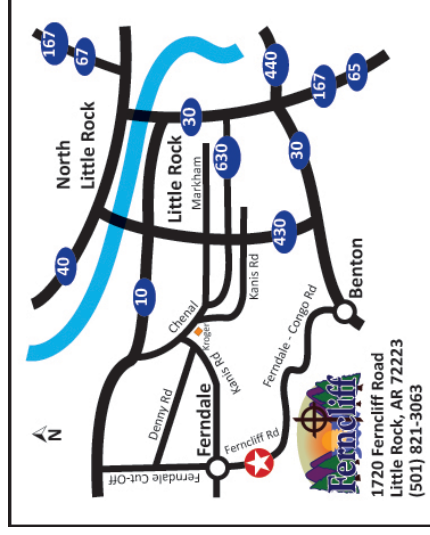 167
67
North
Little Rock
40
440
167
65
30
Little Rock
Markham
630
30
10
430
Kanis Rd
Chenal
Kroger
Kanis Rd
Denny Rd
Benton
Ferndale - Congo Rd
N
Ferndale
Ferncliff Rd
Ferndale Cut-Off
Ferncliff
1720 Ferncliff Road
Little Rock, AR 72223
(501) 821-3063